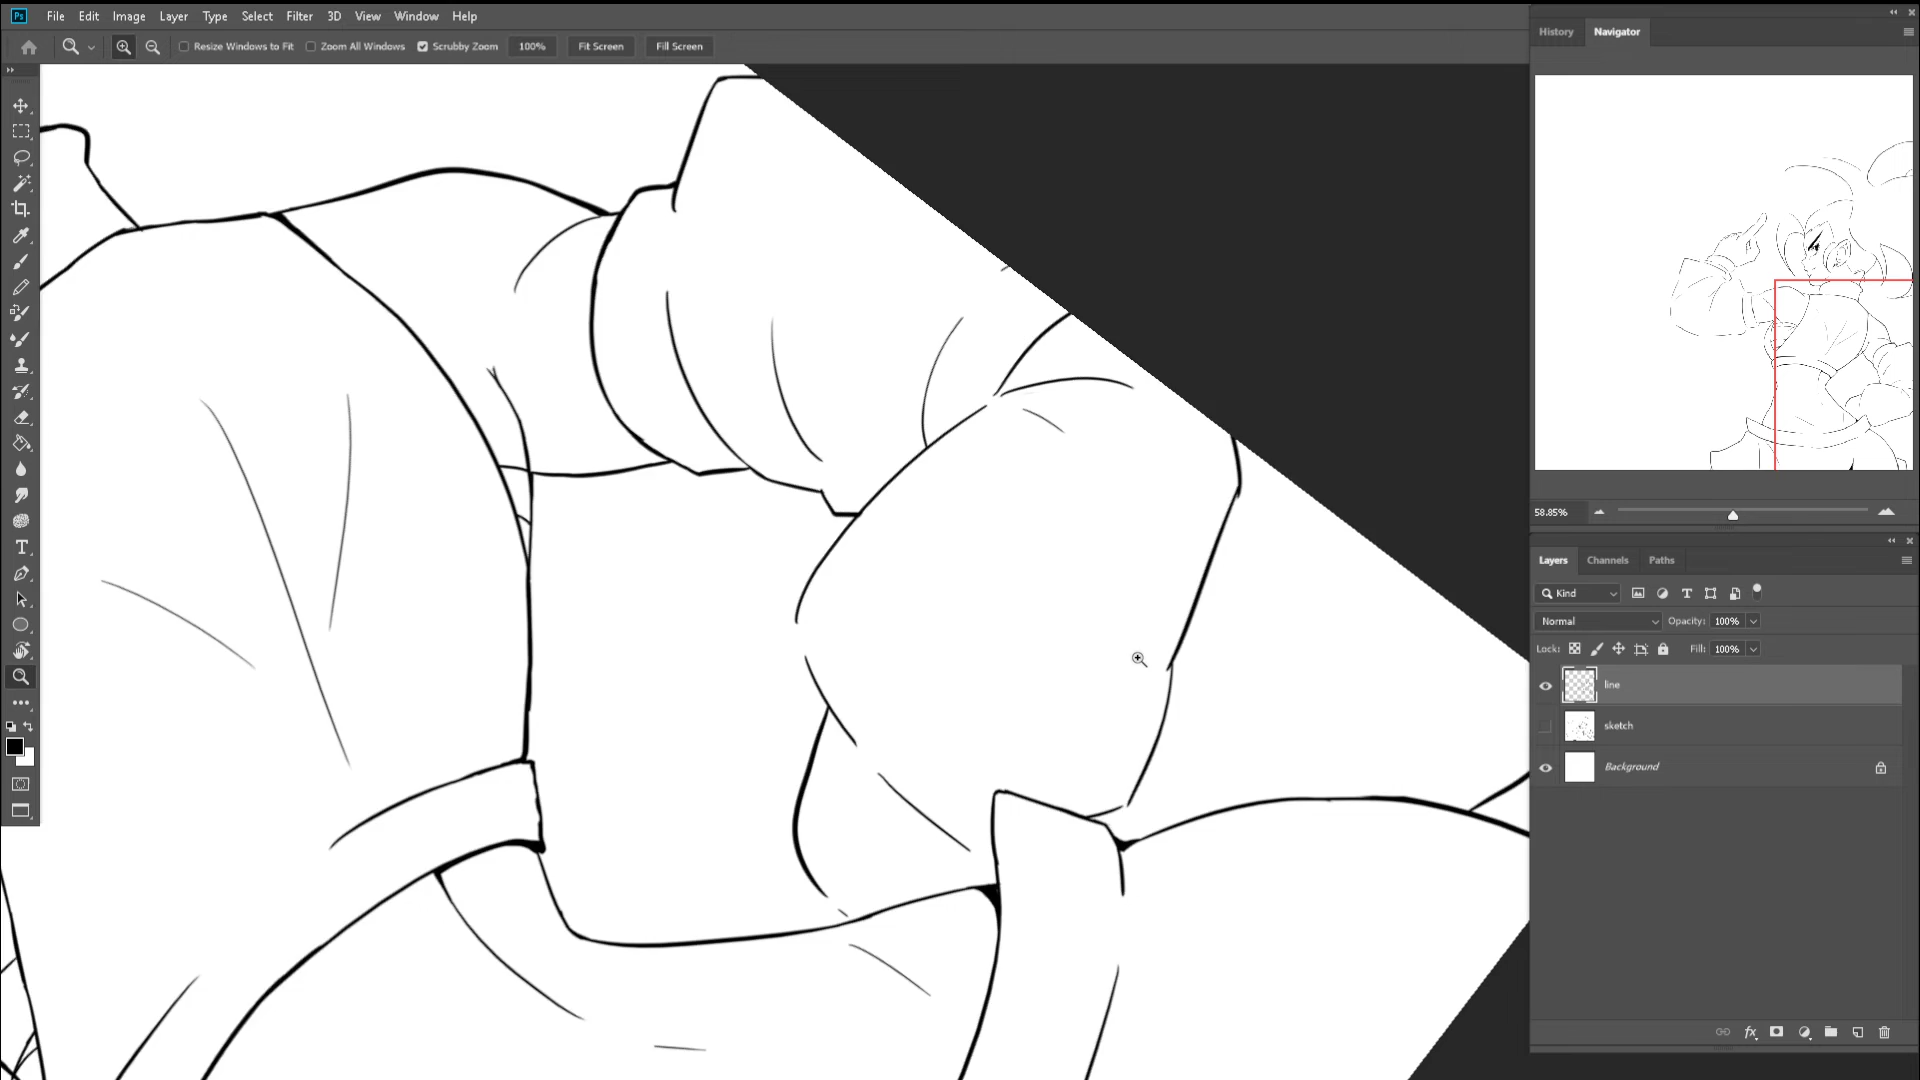 Ps File Edit Image Layer Type Select Filter 3D View Window Help
Resize Windows to Fit Zoom All Windows Scrubby Zoom 100% Fit Screen Fill Screen
History Navigator
58.85%
Layers Channels Paths
Kind
Normal Opacity: 100%
Lock: Fill: 100%
line
sketch
Background